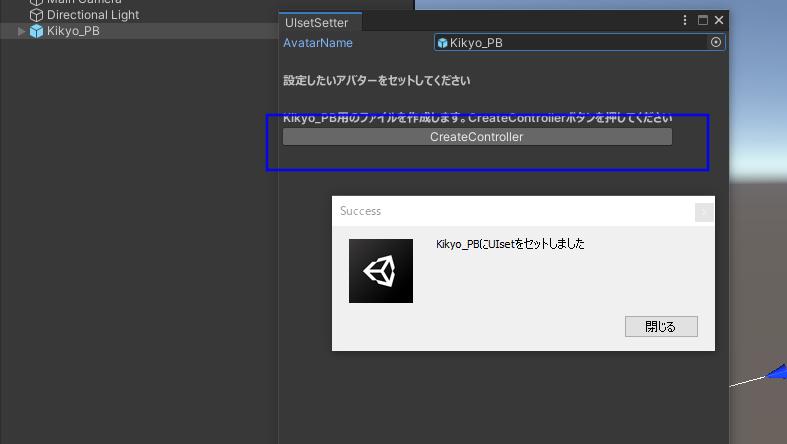 Main Camera
Directional Light
Kikyo_PB
UIsetSetter
AvatarName
Kikyo_PB
設定したいアバターをセットしてください
Kikyo_PB用のファイルを作成します。CreateControllerボタンを押してください
CreateController
Success
Kikyo_PBにUIsetをセットしました
閉じる